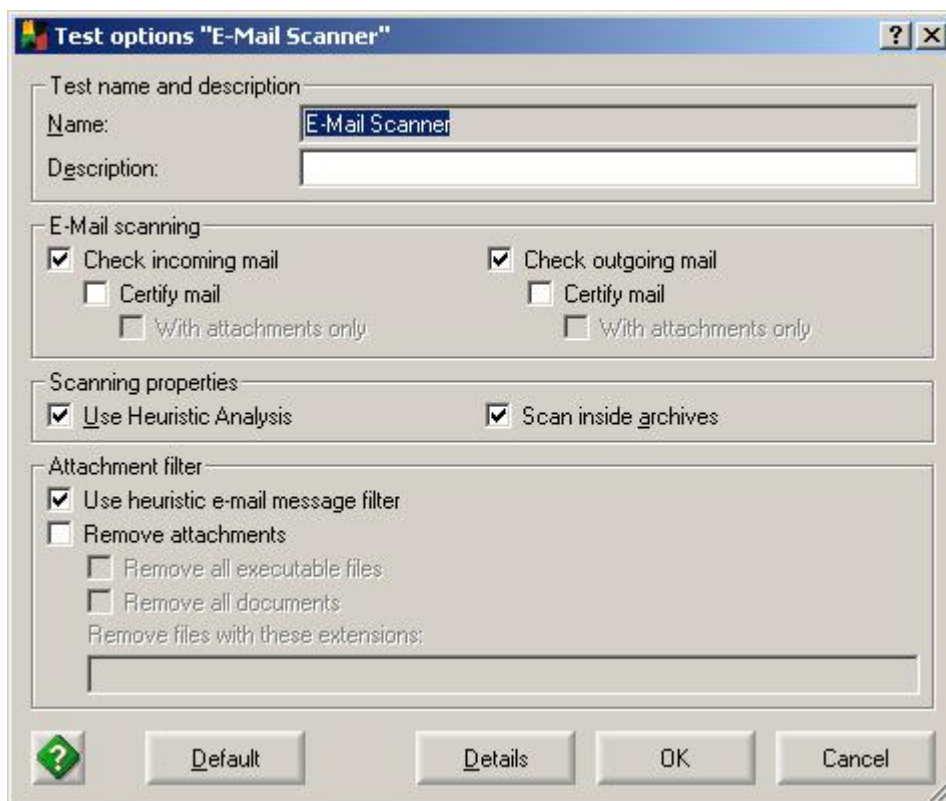 Test options "E-Mail Scanner"
Test name and description
Name: E-Mail Scanner
Description:
E-Mail scanning
Check incoming mail
Check outgoing mail
Certify mail
Certify mail
With attachments only
With attachments only
Scanning properties
Use Heuristic Analysis
Scan inside archives
Attachment filter
Use heuristic e-mail message filter
Remove attachments
Remove all executable files
Remove all documents
Remove files with these extensions:
Default
Details
OK
Cancel